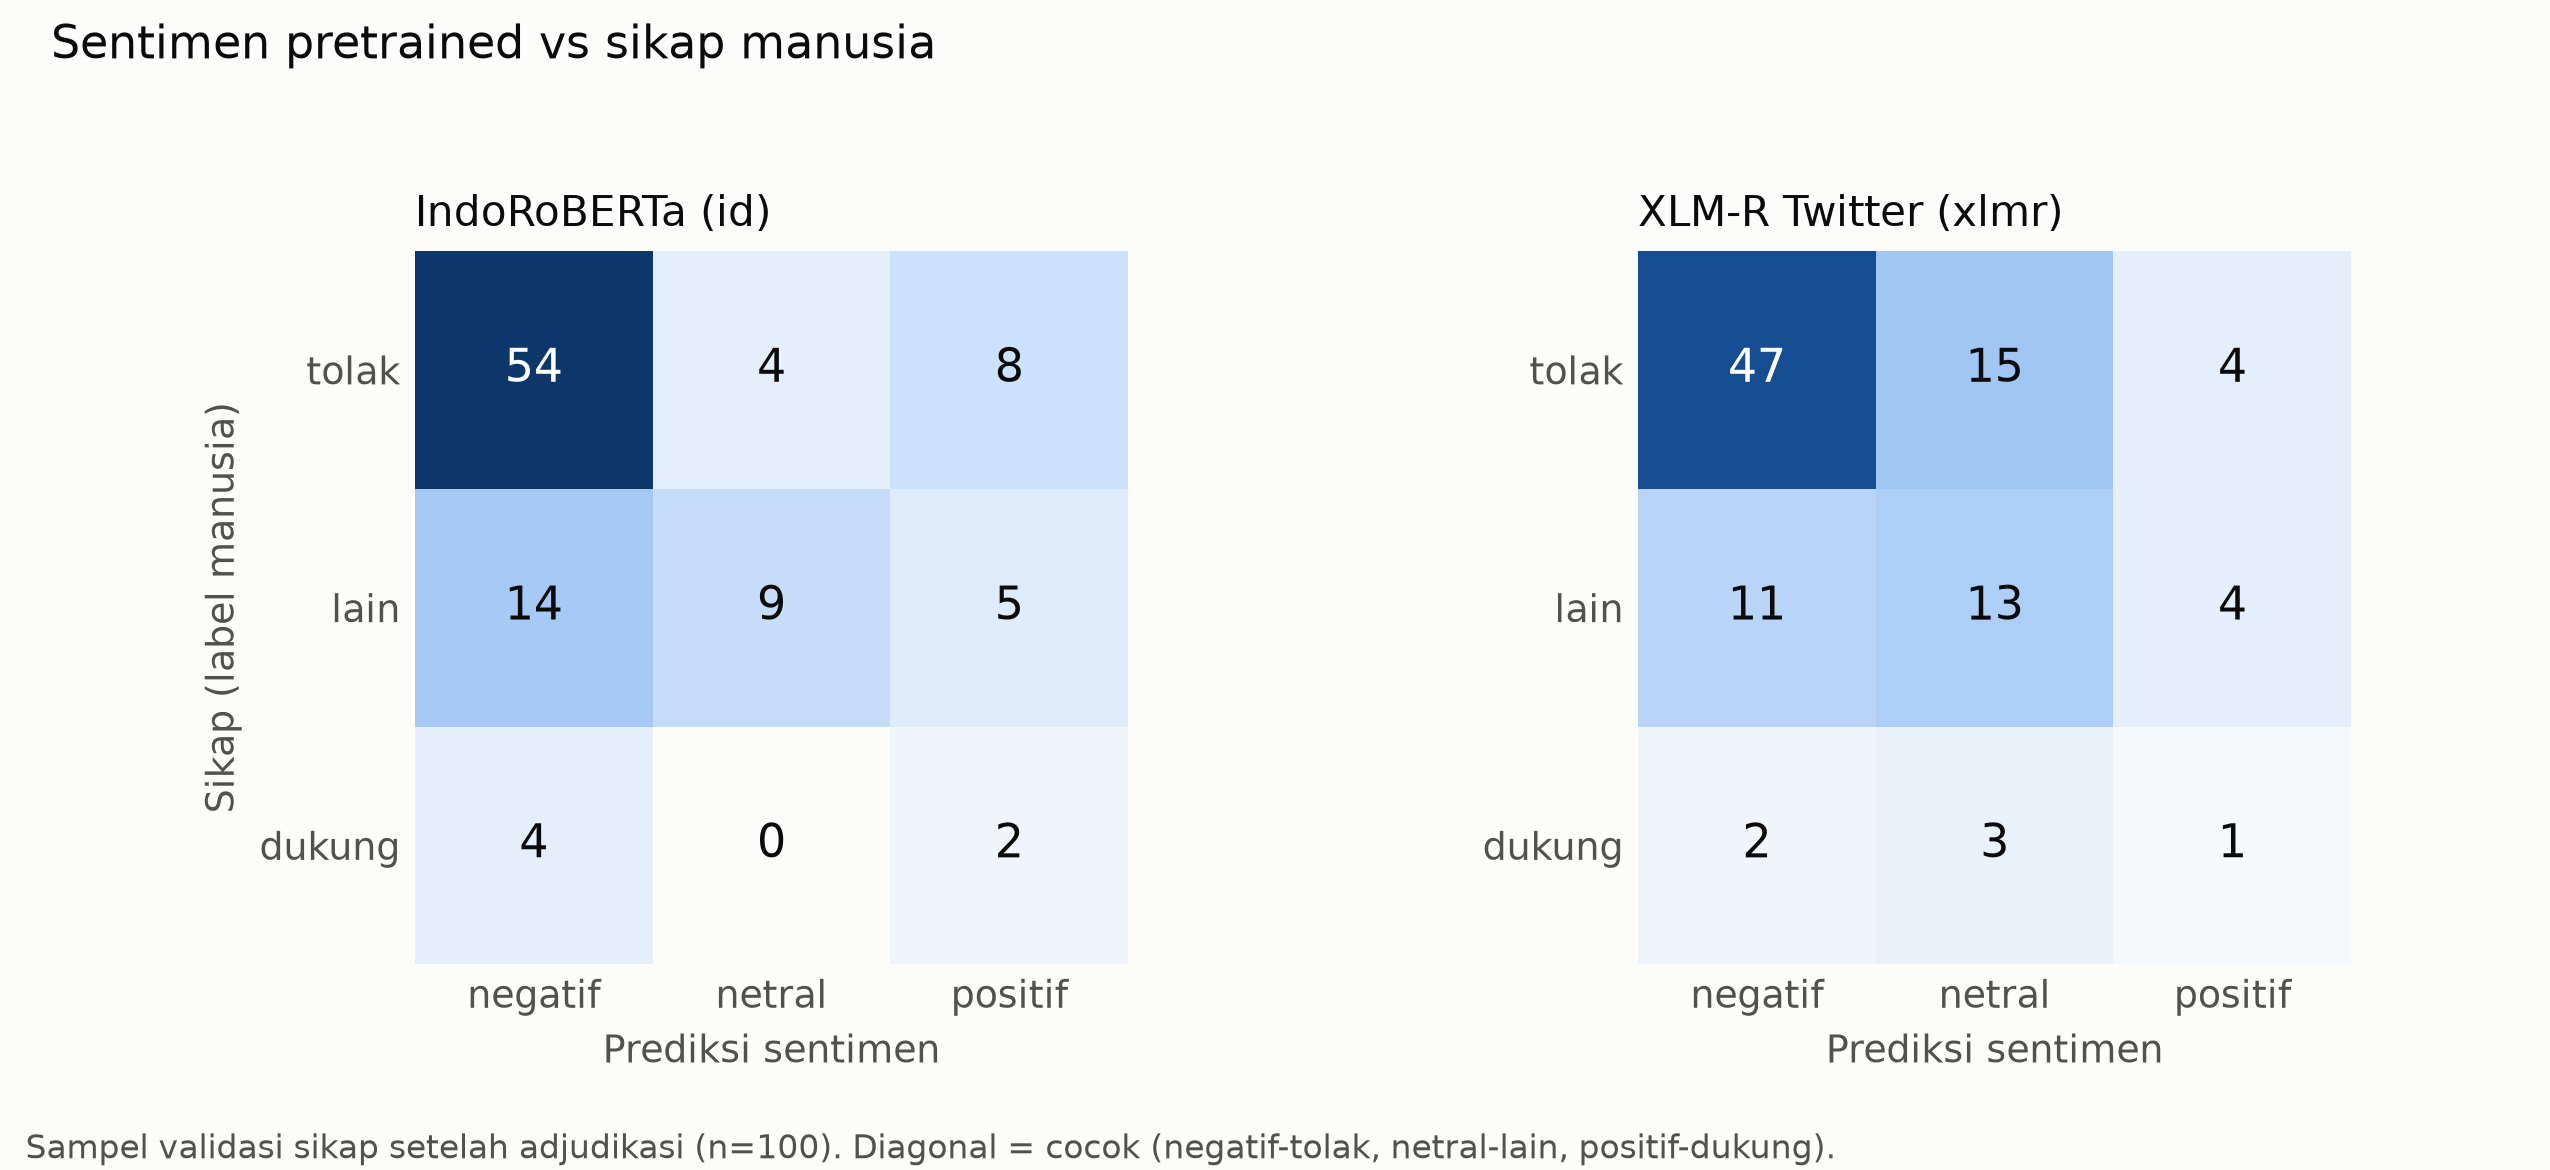 Sentimen pretrained vs sikap manusia
IndoRoBERTa (id)
Sikap (label manusia)
tolak 54 4 8
lain 14 9 5
dukung 4 0 2
negatif netral positif
Prediksi sentimen
XLM-R Twitter (xlmr)
tolak 47 15 4
lain 11 13 4
dukung 2 3 1
negatif netral positif
Prediksi sentimen
Sampel validasi sikap setelah adjudikasi (n=100). Diagonal = cocok (negatif-tolak, netral-lain, positif-dukung).